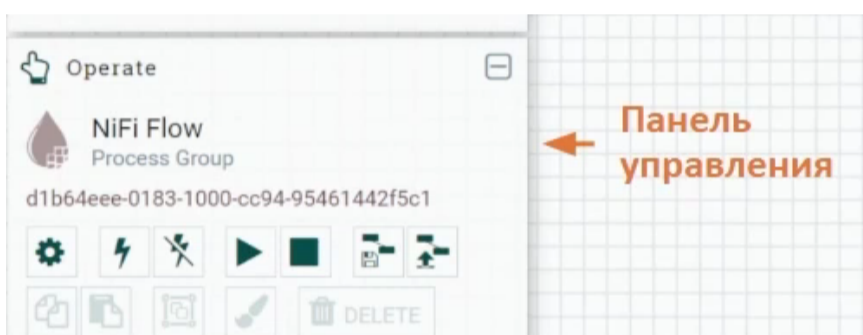 Operate
NiFi Flow
Process Group
d1b64eee-0183-1000-cc94-95461442f5c1
DELETE
Панель
управления